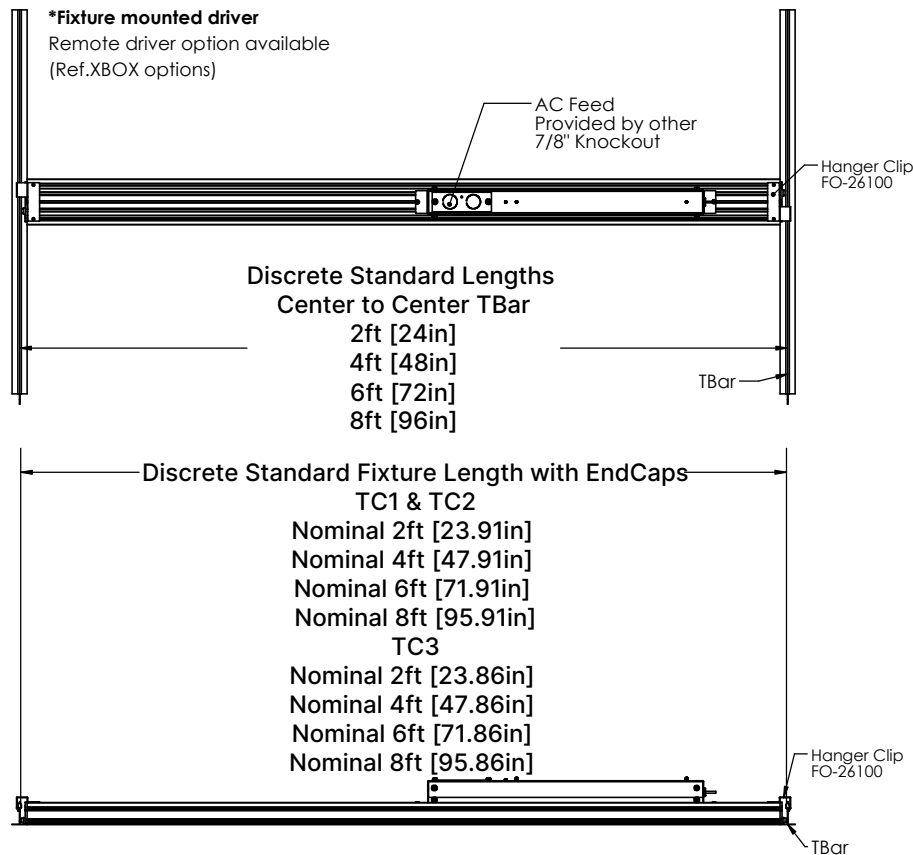 *Fixture mounted driver
Remote driver option available
(Ref.XBOX options)
AC Feed
Provided by other
7/8" Knockout
Hanger Clip
FO-26100
Discrete Standard Lengths
Center to Center TBar
2ft [24in]
4ft [48in]
6ft [72in]
8ft [96in]
TBar
Discrete Standard Fixture Length with EndCaps
TC1 & TC2
Nominal 2ft [23.91in]
Nominal 4ft [47.91in]
Nominal 6ft [71.91in]
Nominal 8ft [95.91in]
TC3
Nominal 2ft [23.86in]
Nominal 4ft [47.86in]
Nominal 6ft [71.86in]
Nominal 8ft [95.86in]
Hanger Clip
FO-26100
TBar